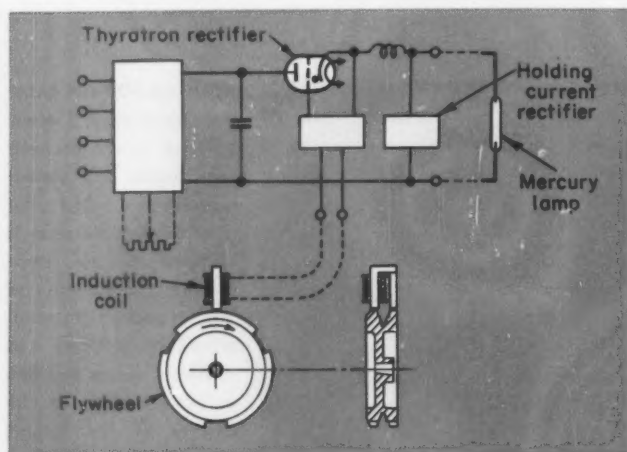 Thyratron rectifier
Holding
current
rectifier
Mercury
lamp
Induction
coil
Flywheel